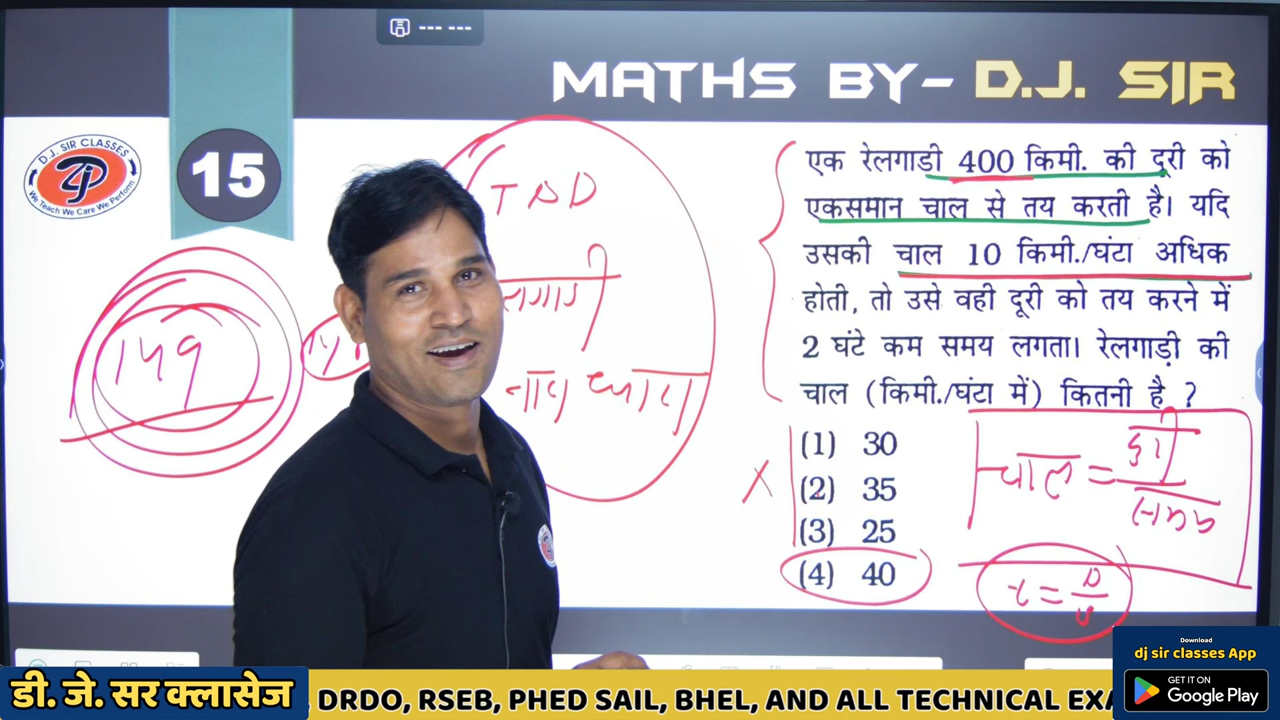 MATHS BY- D.J. SIR
D.J. SIR CLASSES
We Teach We Care We Perform
15
एक रेलगाड़ी 400 किमी. की दूरी को
एकसमान चाल से तय करती है। यदि
उसकी चाल 10 किमी./घंटा अधिक
होती, तो उसे वही दूरी को तय करने में
2 घंटे कम समय लगता। रेलगाड़ी की
चाल (किमी./घंटा में) कितनी है ?
(1) 30
(2) 35
(3) 25
(4) 40
चाल =
t = D/v
डी. जे. सर क्लासेज
, DRDO, RSEB, PHED SAIL, BHEL, AND ALL TECHNICAL EXA
Download
dj sir classes App
GET IT ON
Google Play